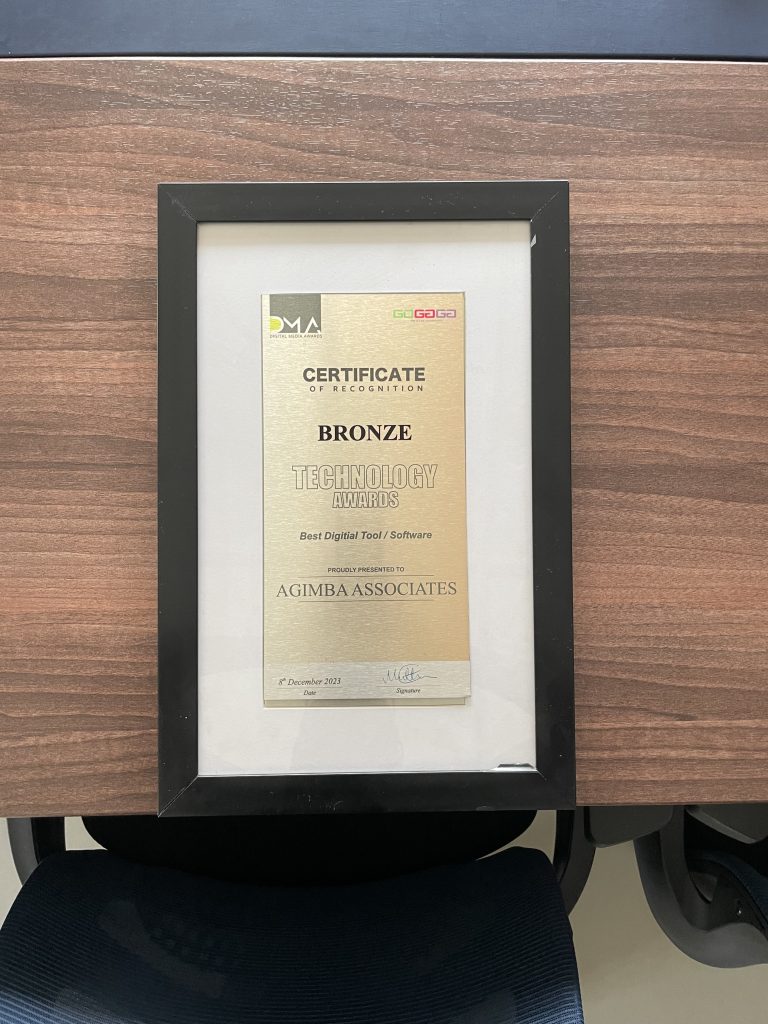 DMA
DIGITAL MEDIA AWARDS
GOGAGA
CERTIFICATE
OF RECOGNITION
BRONZE
TECHNOLOGY
AWARDS
Best Digitial Tool / Software
PROUDLY PRESENTED TO
AGIMBA ASSOCIATES
8th December 2023
Date
Signature